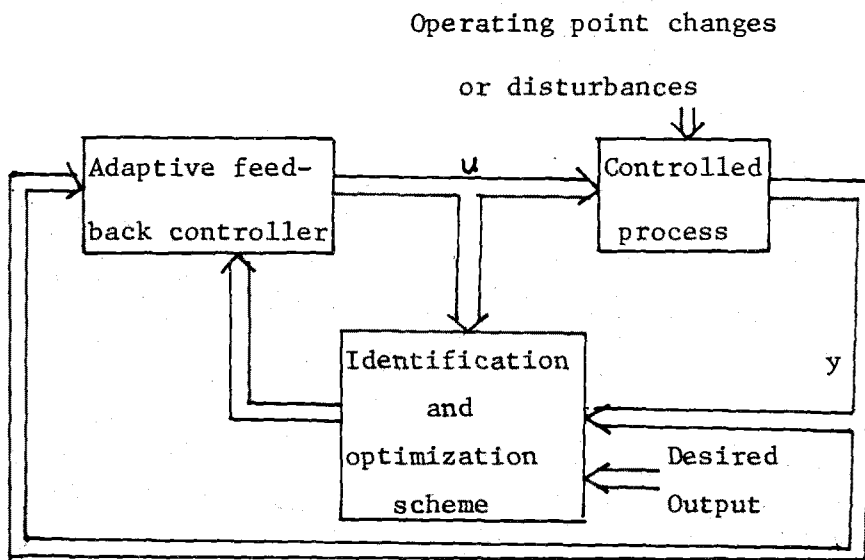 Operating point changes
or disturbances
Adaptive feed-
back controller
u
Controlled
process
Identification
and
optimization
scheme
y
Desired
Output